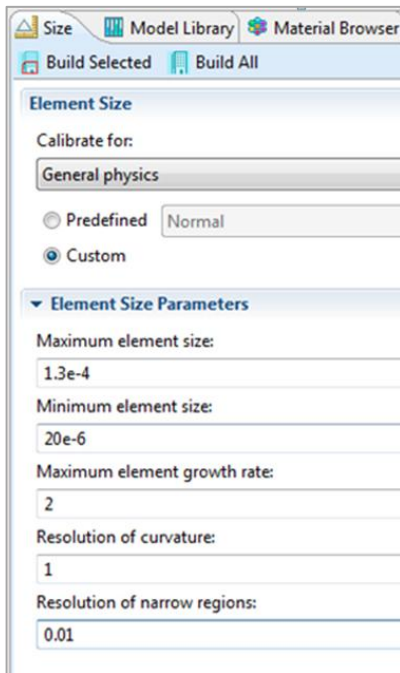 Size Model Library Material Browser
Build Selected Build All
Element Size
Calibrate for:
General physics
Predefined Normal
Custom
Element Size Parameters
Maximum element size:
1.3e-4
Minimum element size:
20e-6
Maximum element growth rate:
2
Resolution of curvature:
1
Resolution of narrow regions:
0.01